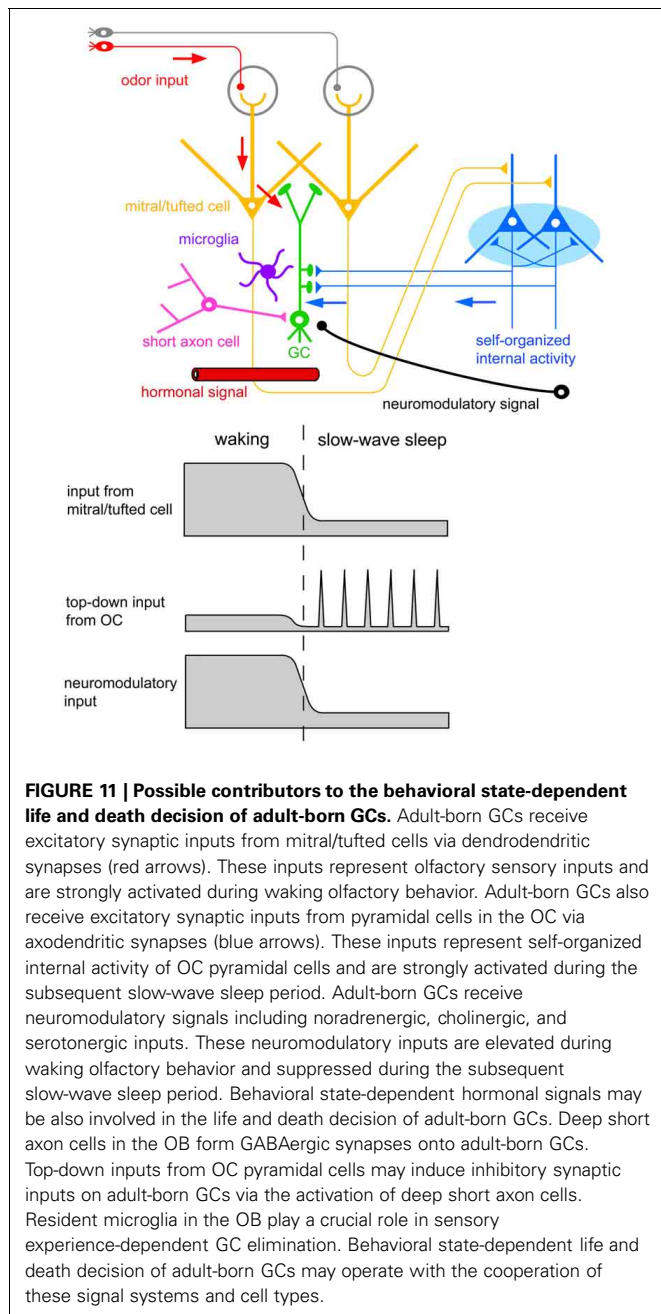 odor input
mitral/tufted cell
microglia
short axon cell
GC
self-organized
internal activity
hormonal signal
neuromodulatory signal
waking
slow-wave sleep
input from
mitral/tufted cell
top-down input
from OC
neuromodulatory
input
FIGURE 11 | Possible contributors to the behavioral state-dependent
life and death decision of adult-born GCs. Adult-born GCs receive
excitatory synaptic inputs from mitral/tufted cells via dendrodendritic
synapses (red arrows). These inputs represent olfactory sensory inputs and
are strongly activated during waking olfactory behavior. Adult-born GCs also
receive excitatory synaptic inputs from pyramidal cells in the OC via
axodendritic synapses (blue arrows). These inputs represent self-organized
internal activity of OC pyramidal cells and are strongly activated during the
subsequent slow-wave sleep period. Adult-born GCs receive
neuromodulatory signals including noradrenergic, cholinergic, and
serotonergic inputs. These neuromodulatory inputs are elevated during
waking olfactory behavior and suppressed during the subsequent
slow-wave sleep period. Behavioral state-dependent hormonal signals may
be also involved in the life and death decision of adult-born GCs. Deep short
axon cells in the OB form GABAergic synapses onto adult-born GCs.
Top-down inputs from OC pyramidal cells may induce inhibitory synaptic
inputs on adult-born GCs via the activation of deep short axon cells.
Resident microglia in the OB play a crucial role in sensory
experience-dependent GC elimination. Behavioral state-dependent life and
death decision of adult-born GCs may operate with the cooperation of
these signal systems and cell types.